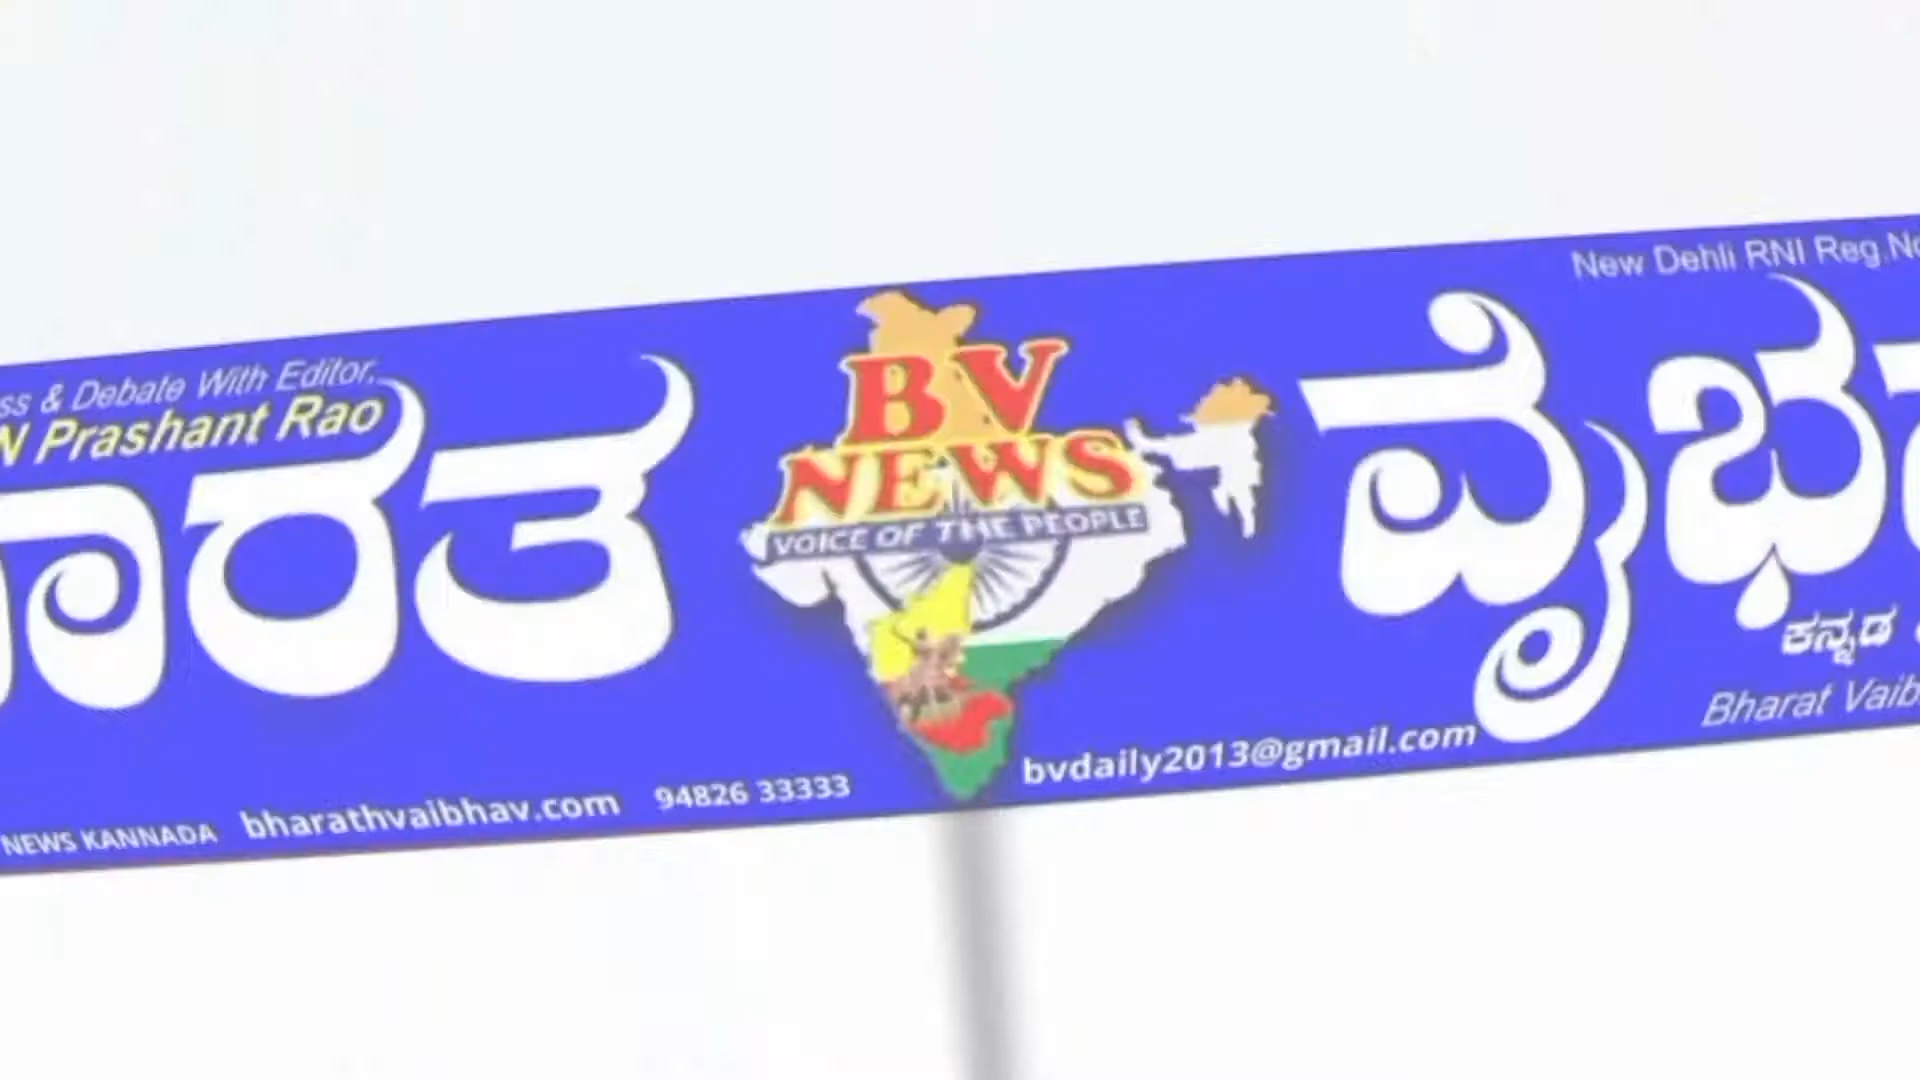 New Dehli RNI Reg.No
ss & Debate With Editor,
N Prashant Rao
ಾರತ
BV
NEWS
VOICE OF THE PEOPLE
ವೈಭ
ಕನ್ನಡ
Bharat Vaib
NEWS KANNADA bharathvaibhav.com 94826 33333 bvdaily2013@gmail.com